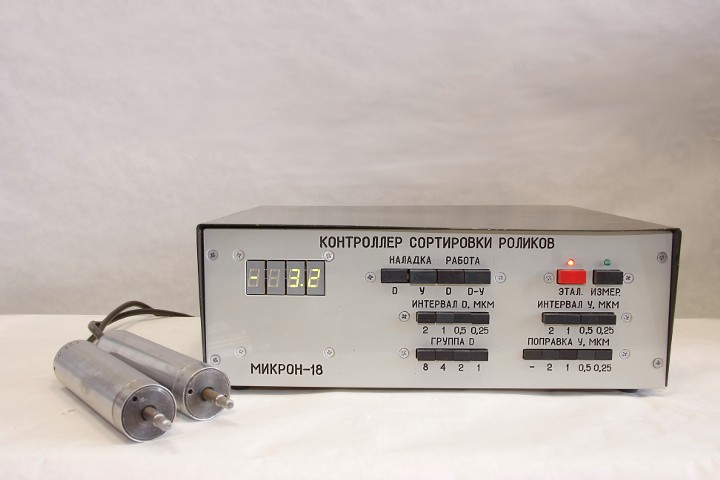 КОНТРОЛЛЕР СОРТИРОВКИ РОЛИКОВ
- 3.2
НАЛАДКА РАБОТА
D У D D-У
ЭТАЛ. ИЗМЕР.
ИНТЕРВАЛ D, МКМ
2 1 0,5 0,25
ИНТЕРВАЛ У, МКМ
2 1 0,5 0,25
ГРУППА D
8 4 2 1
ПОПРАВКА У, МКМ
- 2 1 0,5 0,25
МИКРОН-18